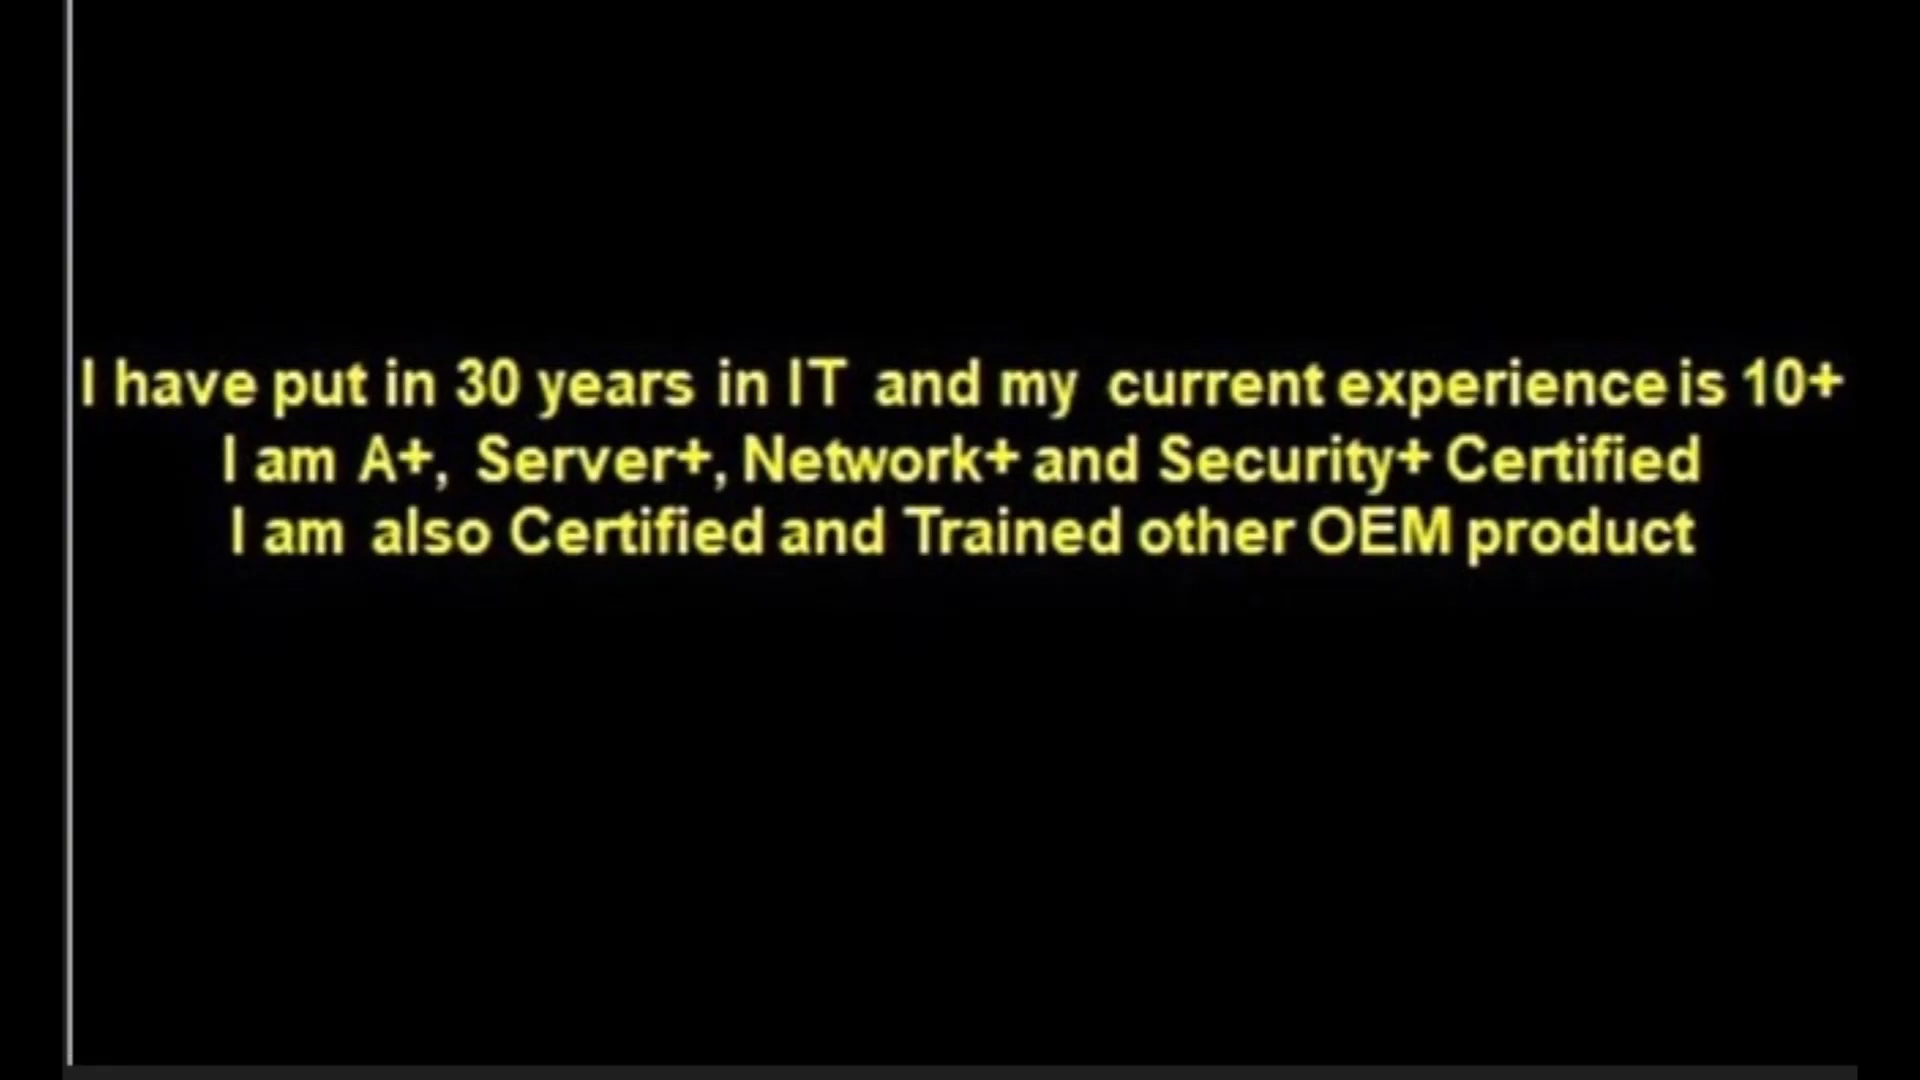 I have put in 30 years in IT and my current experience is 10+
I am A+, Server+, Network+ and Security+ Certified
I am also Certified and Trained other OEM product